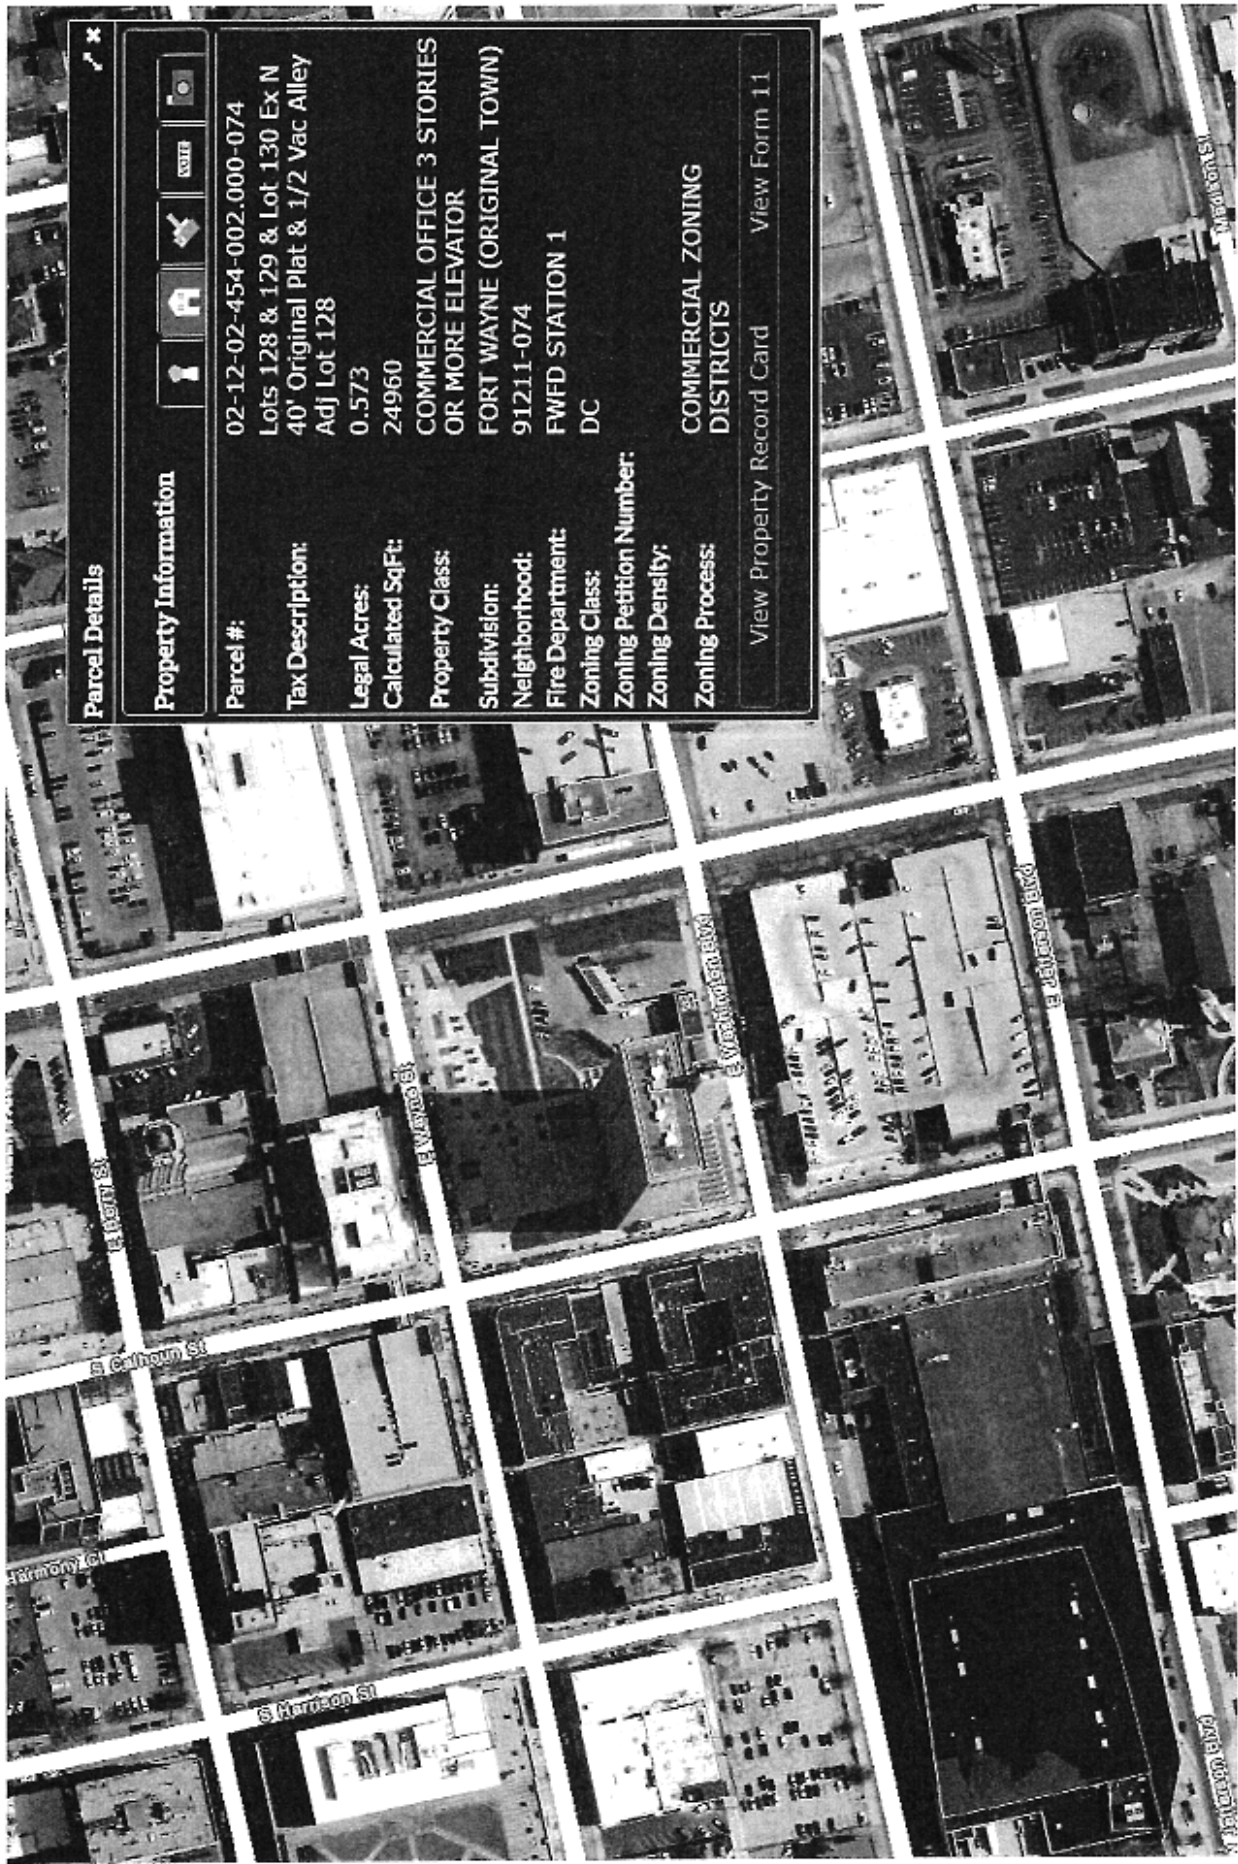 Parcel Details
Property Information
NOTE
Parcel #: 02-12-02-454-002.000-074
Tax Description: Lots 128 & 129 & Lot 130 Ex N
40' Original Plat & 1/2 Vac Alley
Adj Lot 128
Legal Acres: 0.573
Calculated SqFt: 24960
Property Class: COMMERCIAL OFFICE 3 STORIES
OR MORE ELEVATOR
Subdivision: FORT WAYNE (ORIGINAL TOWN)
Neighborhood: 91211-074
Fire Department: FWFD STATION 1
Zoning Class: DC
Zoning Petition Number:
Zoning Density:
Zoning Process: COMMERCIAL ZONING
DISTRICTS
View Property Record Card View Form 11
Harmony Ct
S Calhoun St
E Berry St
S Harrison St
E Wayne St
E Washington Blvd
E Jefferson Blvd
Madison St
W Jefferson Blvd